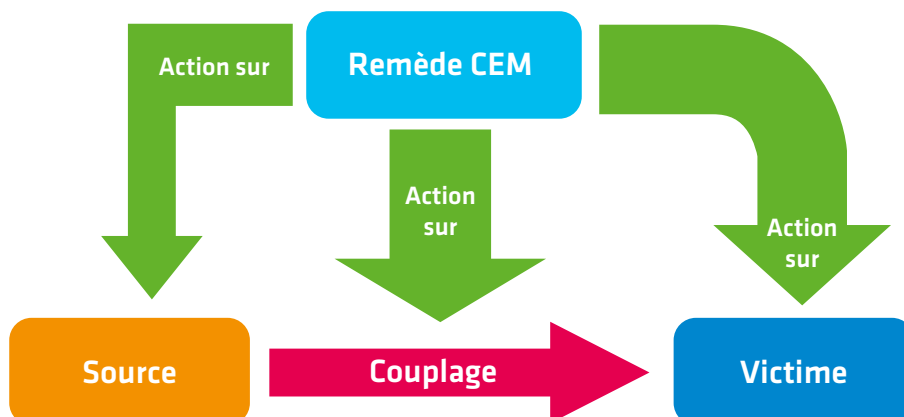 Action sur
Remède CEM
Action
sur
Action
sur
Source
Couplage
Victime